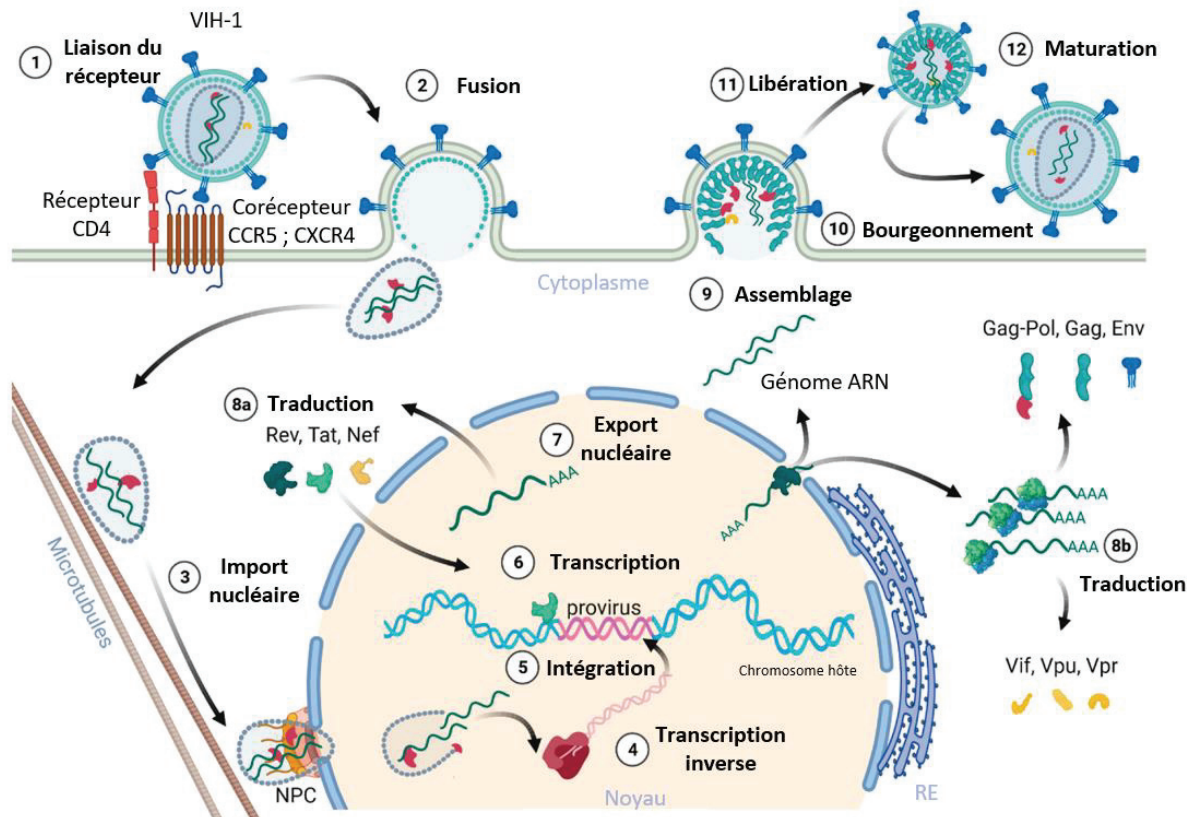 VIH-1
1
Liaison du
récepteur
2
Fusion
11
Libération
12
Maturation
Récepteur
CD4
Corécepteur
CCR5 ; CXCR4
10
Bourgeonnement
Cytoplasme
9
Assemblage
Génome ARN
Gag-Pol, Gag, Env
8a
Traduction
Rev, Tat, Nef
7
Export
nucléaire
AAA
AAA
AAA
AAA
AAA
8b
Traduction
Microtubules
3
Import
nucléaire
6
Transcription
provirus
5
Intégration
Chromosome hôte
Vif, Vpu, Vpr
4
Transcription
inverse
NPC
Noyau
RE